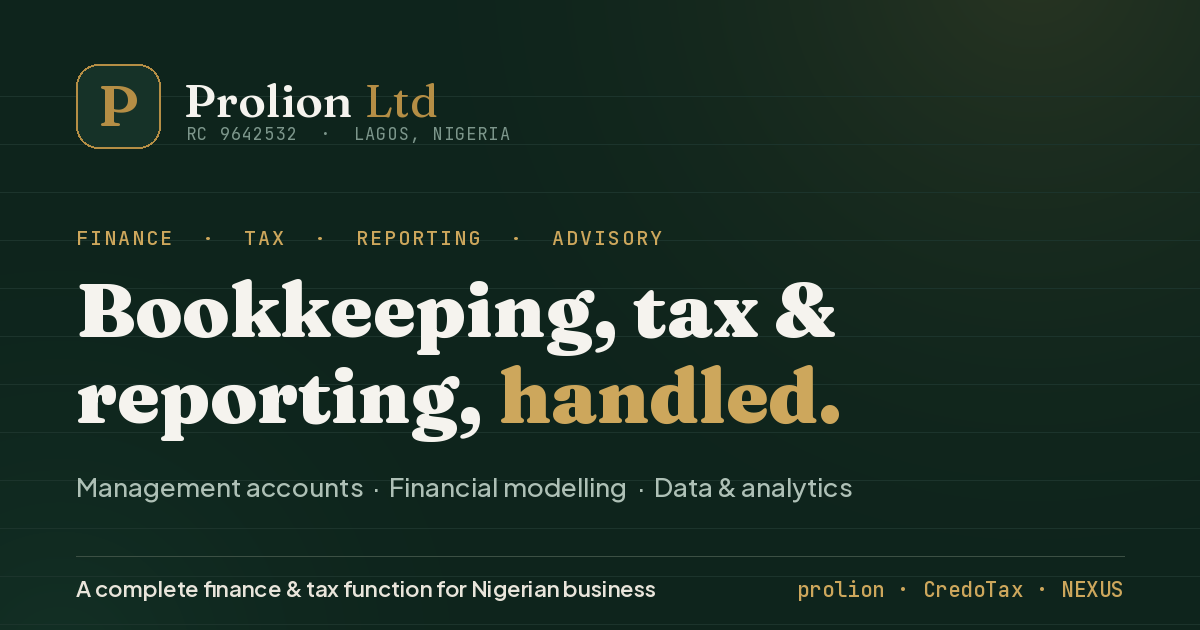 P
Prolion Ltd
RC 9642532 · LAGOS, NIGERIA
FINANCE · TAX · REPORTING · ADVISORY
Bookkeeping, tax &
reporting, handled.
Management accounts · Financial modelling · Data & analytics
A complete finance & tax function for Nigerian business
prolion · CredoTax · NEXUS